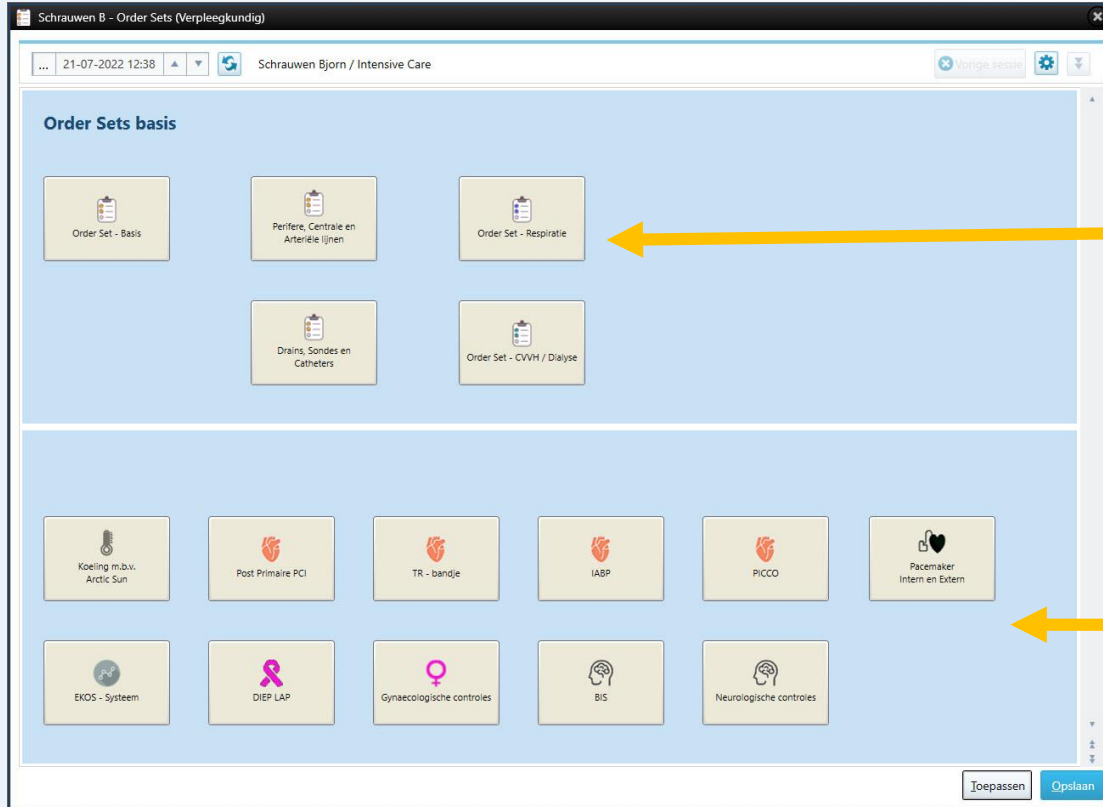 Schrauwen B - Order Sets (Verpleegkundig)
... 21-07-2022 12:38 Schrauwen Bjorn / Intensive Care Vorige sessie
Order Sets basis
Order Set - Basis
Perifere, Centrale en
Arteriële lijnen
Order Set - Respiratie
Drains, Sondes en
Catheters
Order Set - CVVH / Dialyse
Koeling m.b.v.
Arctic Sun
Post Primaire PCI
TR - bandje
IABP
PICCO
Pacemaker
Intern en Extern
EKOS - Systeem
DIEP LAP
Gynaecologische controles
BIS
Neurologische controles
Toepassen Opslaan